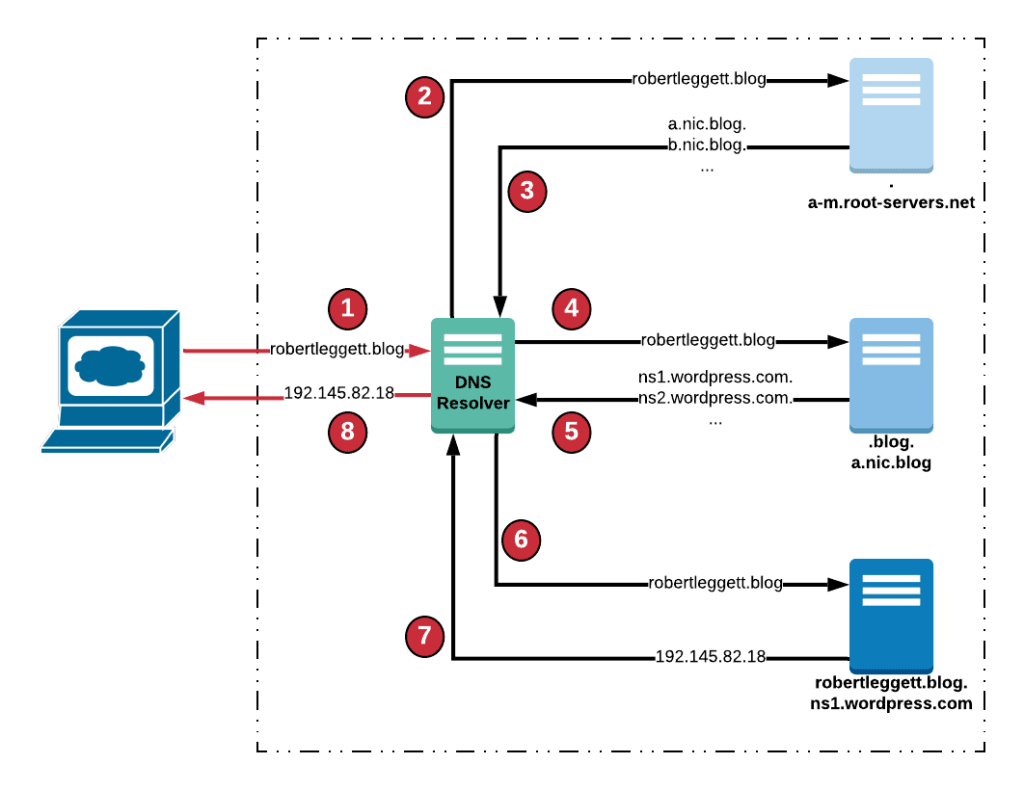 2
robertleggett.blog
a.nic.blog.
b.nic.blog.
...
3
.
a-m.root-servers.net
1
robertleggett.blog
192.145.82.18
8
DNS
Resolver
4
robertleggett.blog
ns1.wordpress.com.
ns2.wordpress.com.
...
5
.blog.
a.nic.blog
6
robertleggett.blog
7
192.145.82.18
robertleggett.blog.
ns1.wordpress.com